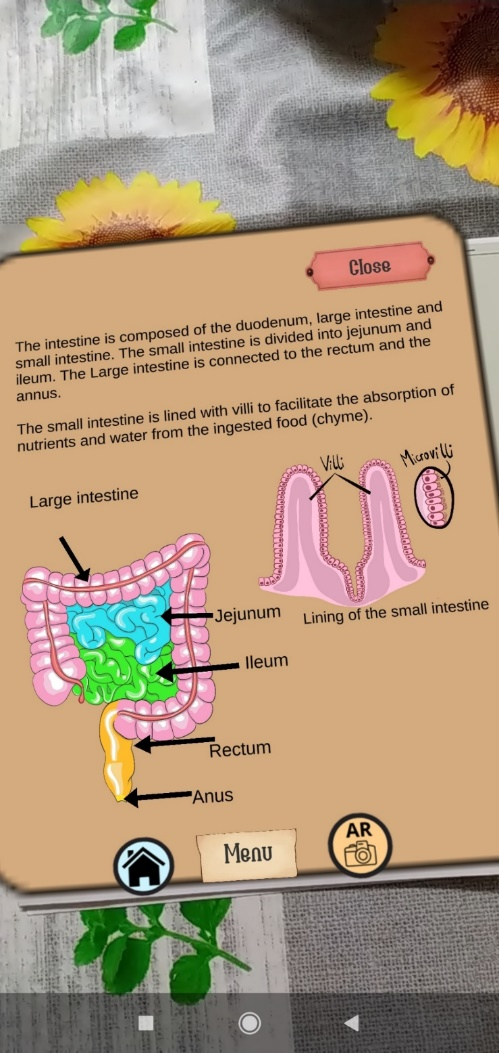 Close
The intestine is composed of the duodenum, large intestine and
small intestine. The small intestine is divided into jejunum and
ileum. The Large intestine is connected to the rectum and the
annus.
The small intestine is lined with villi to facilitate the absorption of
nutrients and water from the ingested food (chyme).
Villi
Microvilli
Large intestine
Jejunum
Lining of the small intestine
Ileum
Rectum
Anus
Menu
AR